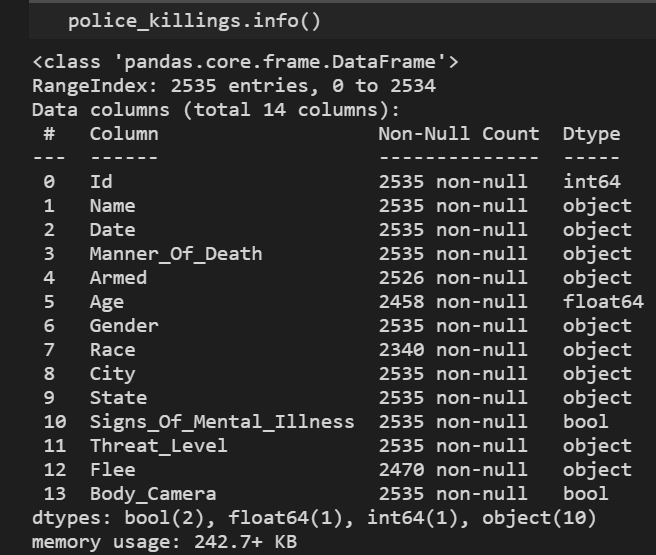 police_killings.info()
<class 'pandas.core.frame.DataFrame'>
RangeIndex: 2535 entries, 0 to 2534
Data columns (total 14 columns):
 #   Column                   Non-Null Count  Dtype
---  ------                   --------------  -----
 0   Id                       2535 non-null   int64
 1   Name                     2535 non-null   object
 2   Date                     2535 non-null   object
 3   Manner_Of_Death          2535 non-null   object
 4   Armed                    2526 non-null   object
 5   Age                      2458 non-null   float64
 6   Gender                   2535 non-null   object
 7   Race                     2340 non-null   object
 8   City                     2535 non-null   object
 9   State                    2535 non-null   object
 10  Signs_Of_Mental_Illness  2535 non-null   bool
 11  Threat_Level             2535 non-null   object
 12  Flee                     2470 non-null   object
 13  Body_Camera              2535 non-null   bool
dtypes: bool(2), float64(1), int64(1), object(10)
memory usage: 242.7+ KB